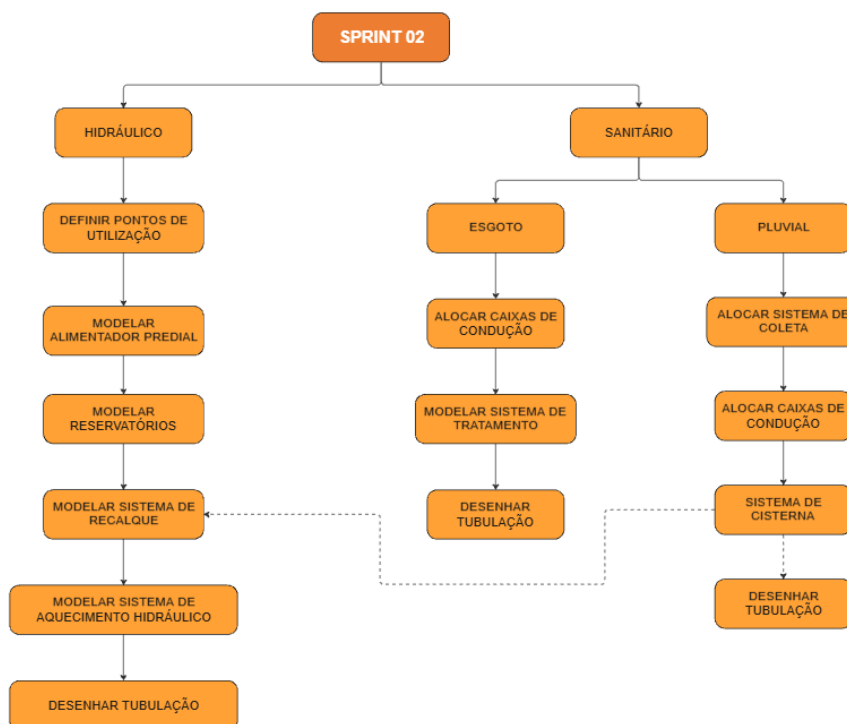 SPRINT 02
HIDRÁULICO
SANITÁRIO
DEFINIR PONTOS DE
UTILIZAÇÃO
ESGOTO
PLUVIAL
MODELAR
ALIMENTADOR PREDIAL
ALOCAR CAIXAS DE
CONDUÇÃO
ALOCAR SISTEMA DE
COLETA
MODELAR
RESERVATÓRIOS
MODELAR SISTEMA DE
TRATAMENTO
ALOCAR CAIXAS DE
CONDUÇÃO
MODELAR SISTEMA DE
RECALQUE
DESENHAR
TUBULAÇÃO
SISTEMA DE
CISTERNA
MODELAR SISTEMA DE
AQUECIMENTO HIDRÁULICO
DESENHAR
TUBULAÇÃO
DESENHAR TUBULAÇÃO